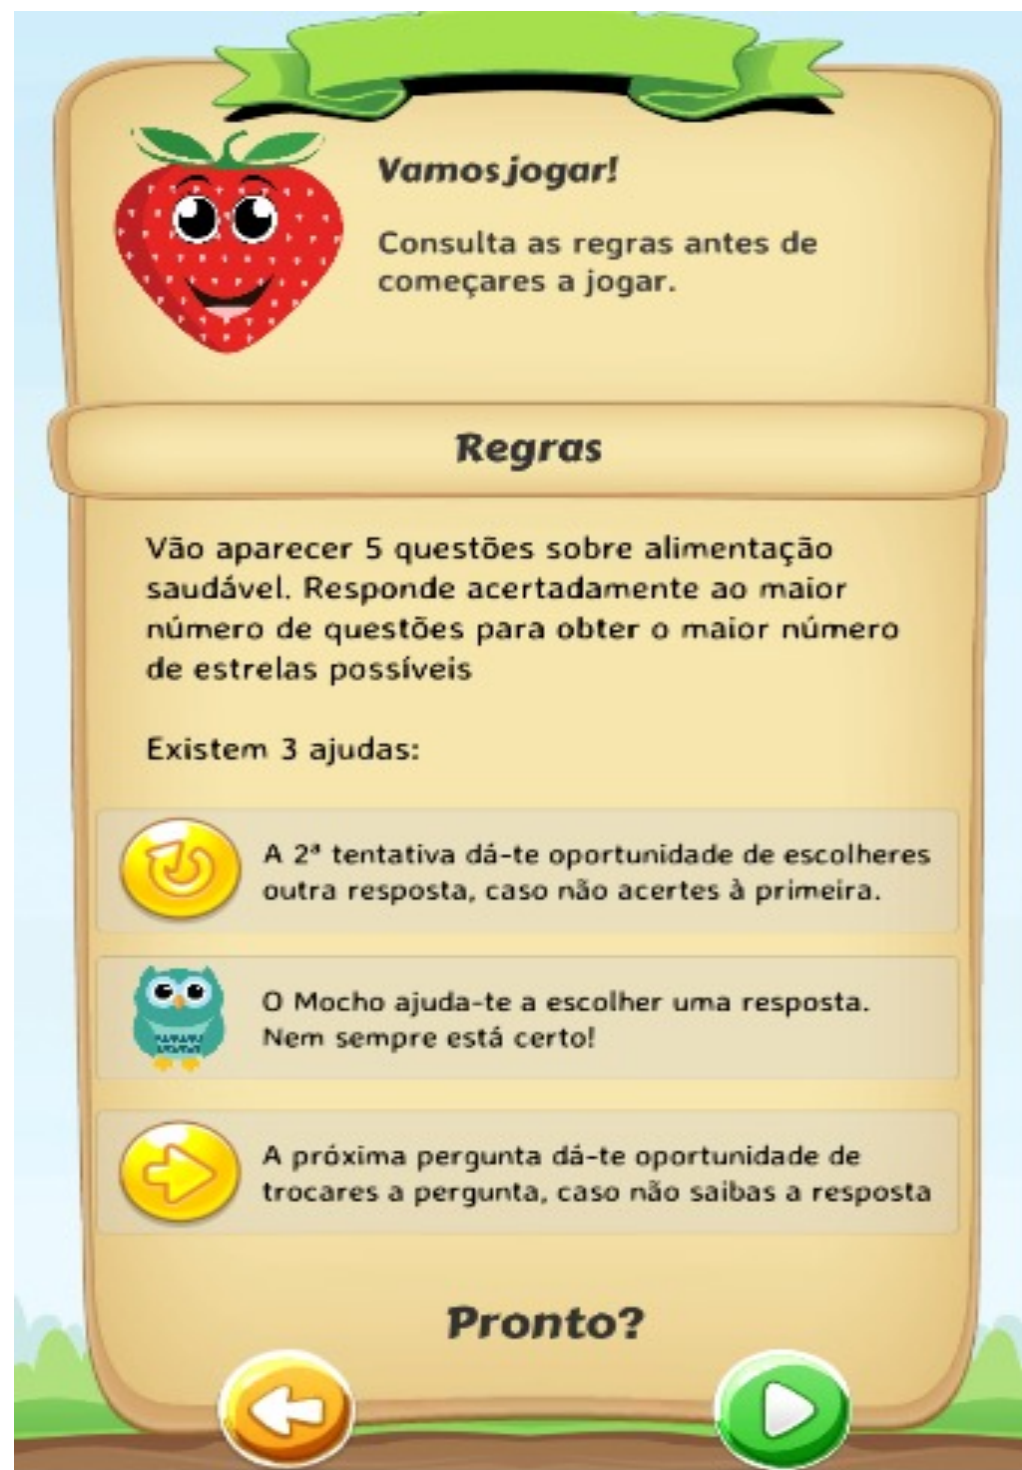 Vamos jogar!
Consulta as regras antes de
começares a jogar.
Regras
Vão aparecer 5 questões sobre alimentação
saudável. Responde acertadamente ao maior
número de questões para obter o maior número
de estrelas possíveis
Existem 3 ajudas:
A 2ª tentativa dá-te oportunidade de escolheres
outra resposta, caso não acertes à primeira.
O Mocho ajuda-te a escolher uma resposta.
Nem sempre está certo!
A próxima pergunta dá-te oportunidade de
trocares a pergunta, caso não saibas a resposta
Pronto?